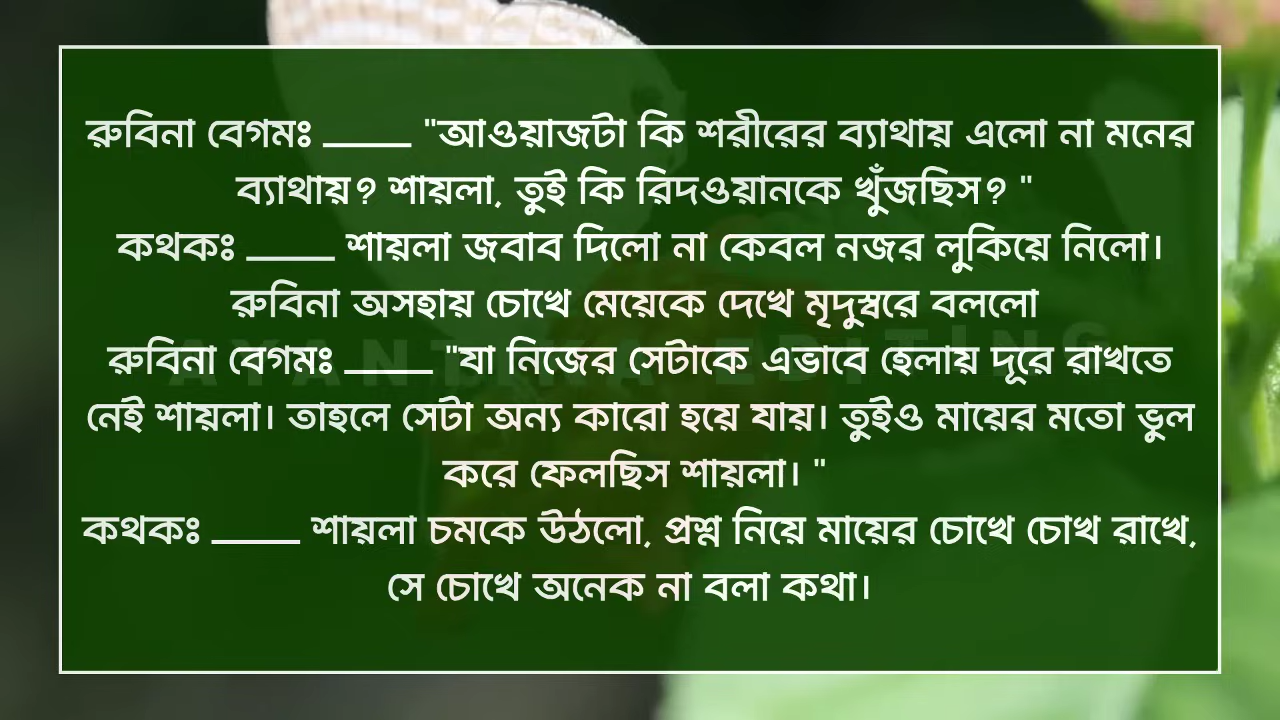 রুবিনা বেগমঃ ____ "আওয়াজটা কি শরীরের ব্যাথায় এলো না মনের
ব্যাথায়? শায়লা, তুই কি রিদওয়ানকে খুঁজছিস? "
কথকঃ ____ শায়লা জবাব দিলো না কেবল নজর লুকিয়ে নিলো।
রুবিনা অসহায় চোখে মেয়েকে দেখে মৃদুস্বরে বললো
রুবিনা বেগমঃ ____ "যা নিজের সেটাকে এভাবে হেলায় দূরে রাখতে
নেই শায়লা। তাহলে সেটা অন্য কারো হয়ে যায়। তুইও মায়ের মতো ভুল
করে ফেলছিস শায়লা। "
কথকঃ ____ শায়লা চমকে উঠলো, প্রশ্ন নিয়ে মায়ের চোখে চোখ রাখে,
সে চোখে অনেক না বলা কথা।